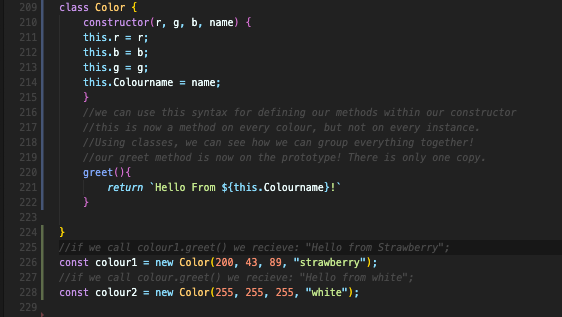 209 class Color {
210 constructor(r, g, b, name) {
211 this.r = r;
212 this.b = b;
213 this.g = g;
214 this.Colourname = name;
215 }
216 //we can use this syntax for defining our methods within our constructor
217 //this is now a method on every colour, but not on every instance.
218 //Using classes, we can see how we can group everything together!
219 //our greet method is now on the prototype! There is only one copy.
220 greet(){
221 return `Hello From ${this.Colourname}!`
222 }
223
224 }
225 //if we call colour1.greet() we recieve: "Hello from Strawberry";
226 const colour1 = new Color(200, 43, 89, "strawberry");
227 //if we call colour.greet() we recieve: "Hello from white";
228 const colour2 = new Color(255, 255, 255, "white");
229